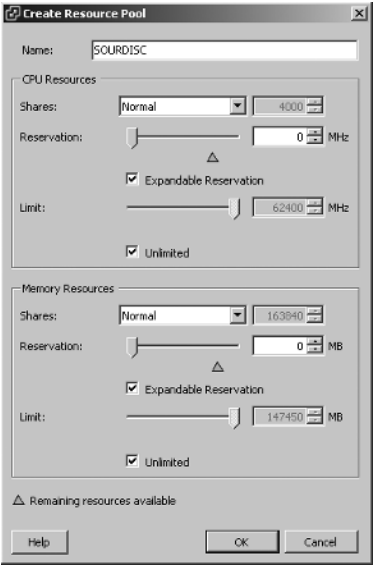 Create Resource Pool
Name: SOURDISC
CPU Resources
Shares: Normal 4000
Reservation: 0 MHz
Expandable Reservation
Limit: 62400 MHz
Unlimited
Memory Resources
Shares: Normal 163840
Reservation: 0 MB
Expandable Reservation
Limit: 147450 MB
Unlimited
Remaining resources available
Help OK Cancel